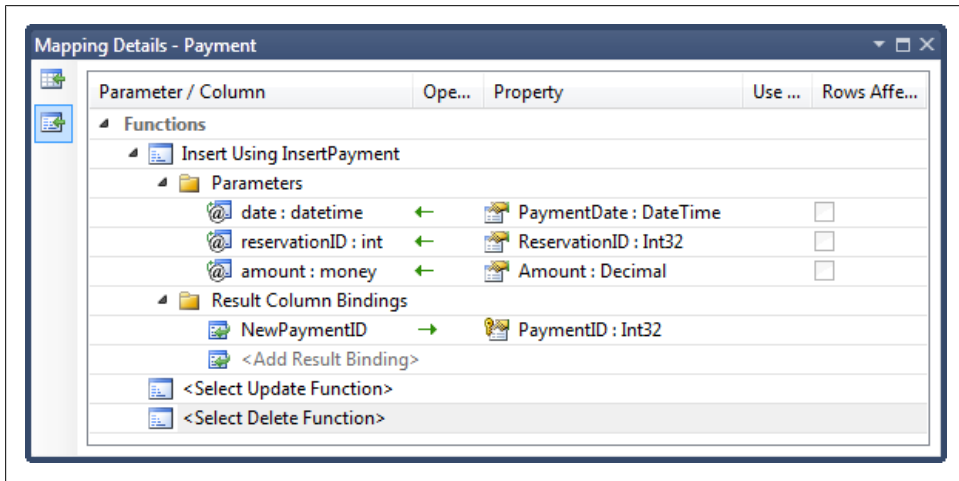 Mapping Details - Payment
Parameter / Column Ope... Property Use ... Rows Affe...
Functions
Insert Using InsertPayment
Parameters
date : datetime ← PaymentDate : DateTime
reservationID : int ← ReservationID : Int32
amount : money ← Amount : Decimal
Result Column Bindings
NewPaymentID → PaymentID : Int32
<Add Result Binding>
<Select Update Function>
<Select Delete Function>